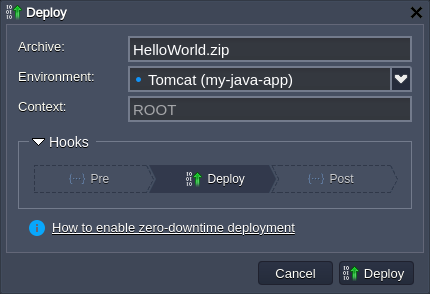 Deploy
Archive: HelloWorld.zip
Environment: Tomcat (my-java-app)
Context: ROOT
Hooks
Pre Deploy Post
How to enable zero-downtime deployment
Cancel Deploy